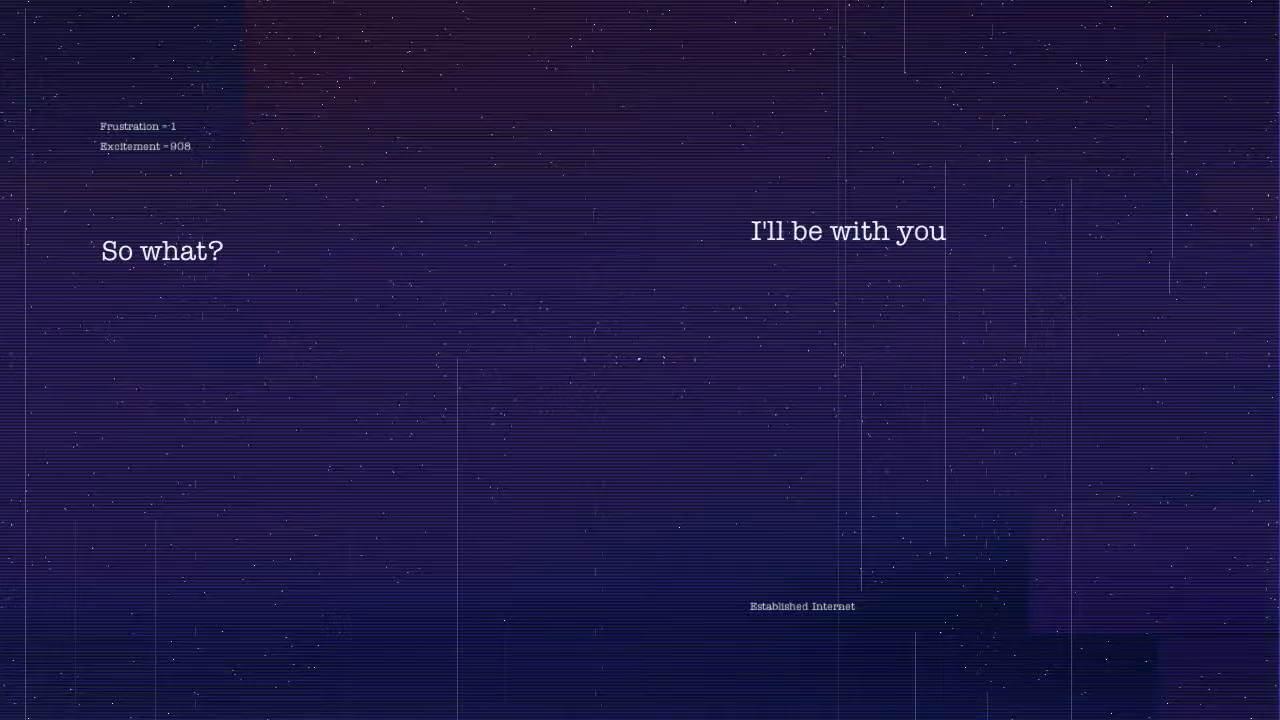 Frustration = 1
Excitement = 908
So what?
I'll be with you
Established Internet